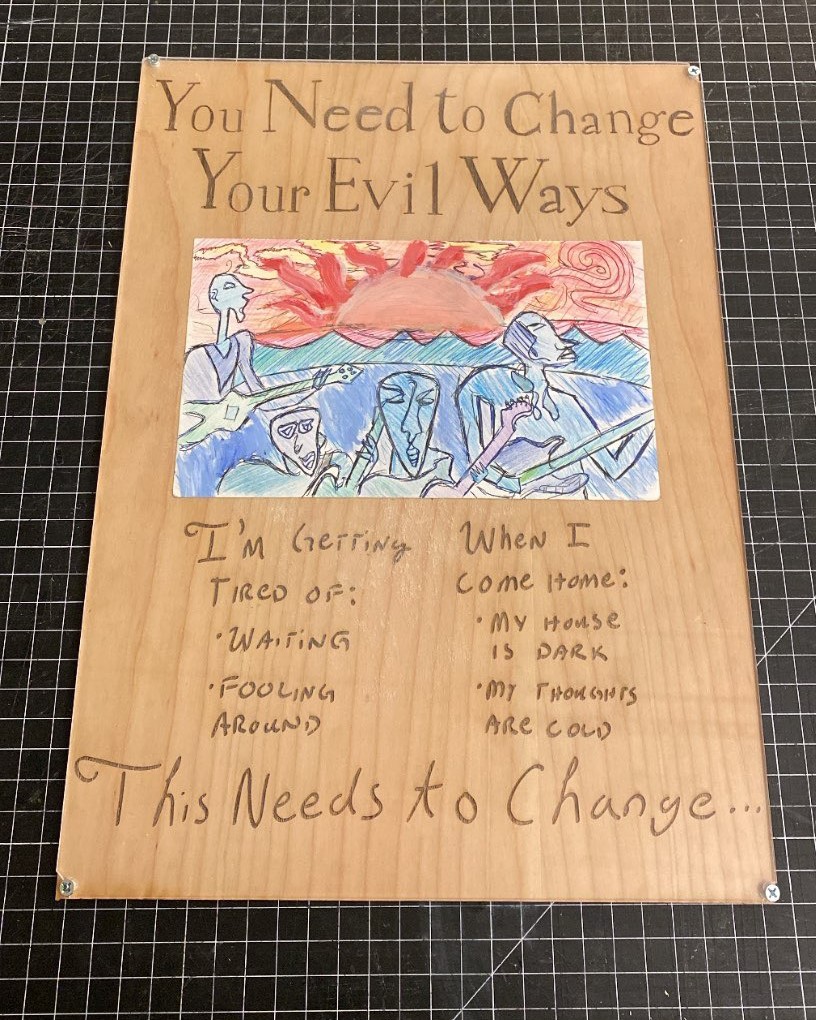 You Need to Change
Your Evil Ways
I'm Getting
Tired of:
·Waiting
·Fooling
Around
When I
Come Home:
·My House
is Dark
·My Thoughts
Are Cold
This Needs to Change...